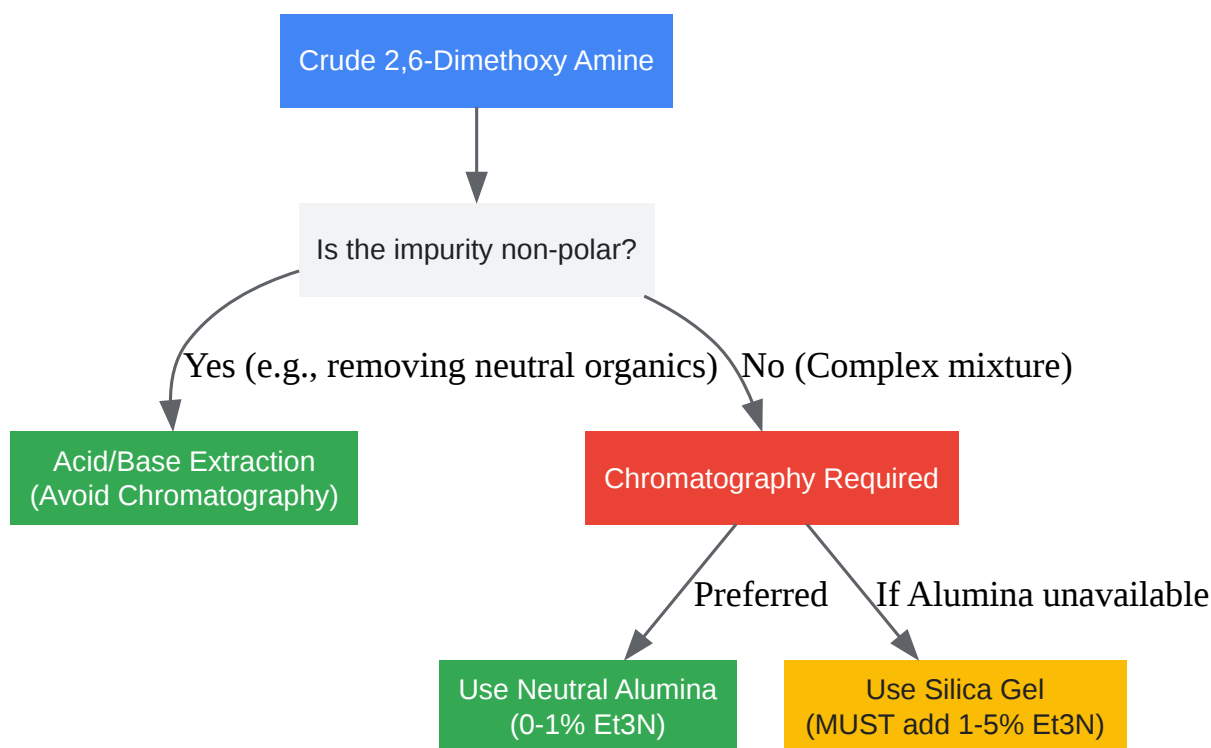 Crude 2,6-Dimethoxy Amine
Is the impurity non-polar?
Yes (e.g., removing neutral organics)
No (Complex mixture)
Acid/Base Extraction
(Avoid Chromatography)
Chromatography Required
Preferred
If Alumina unavailable
Use Neutral Alumina
(0-1% Et3N)
Use Silica Gel
(MUST add 1-5% Et3N)